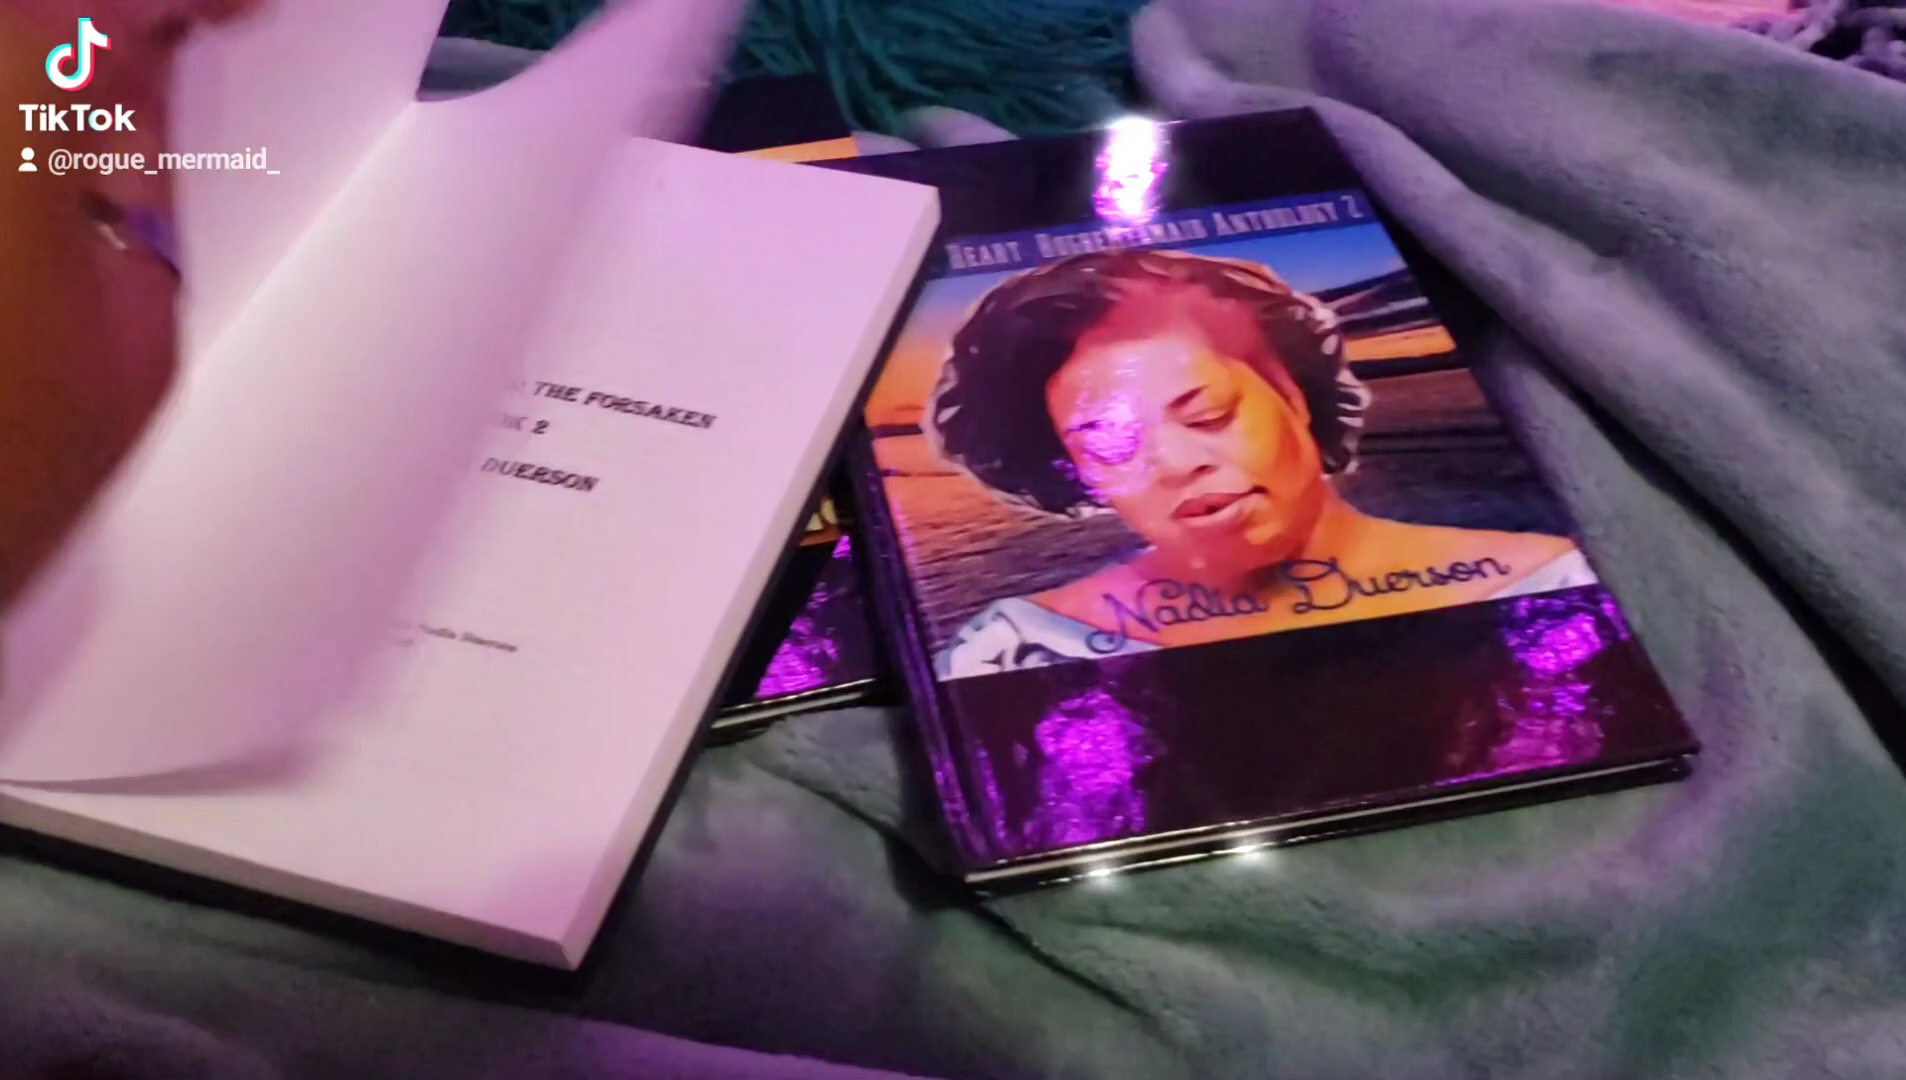 TikTok
@rogue_mermaid_
THE FORSAKEN
2
DUERSON
HEART ROGUEMERMAID ANTHOLOGY 2
Nadia Duerson